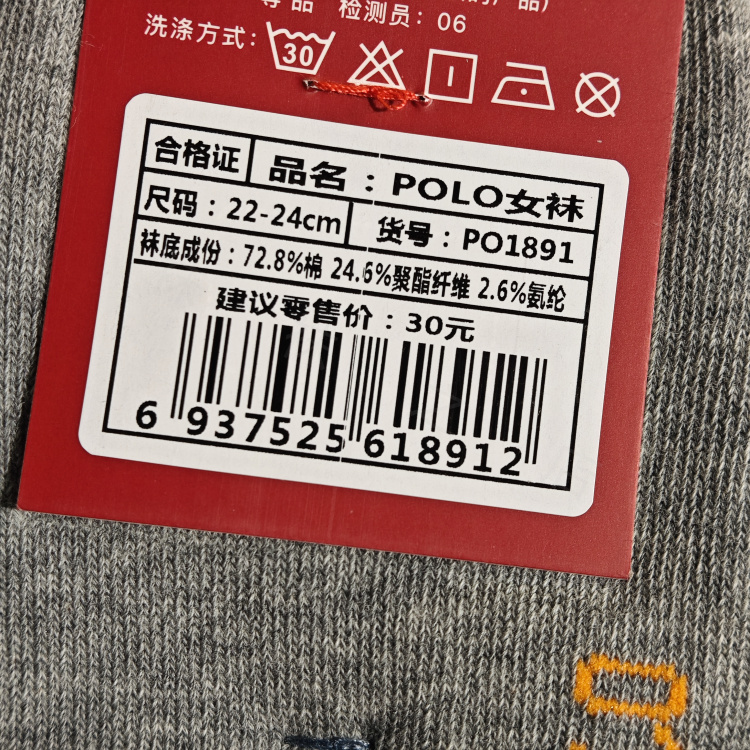 等品 检测员：06
洗涤方式：
30
合格证 品名：POLO女袜
尺码：22-24cm 货号：PO1891
袜底成份：72.8%棉 24.6%聚酯纤维 2.6%氨纶
建议零售价：30元
6 937525 618912